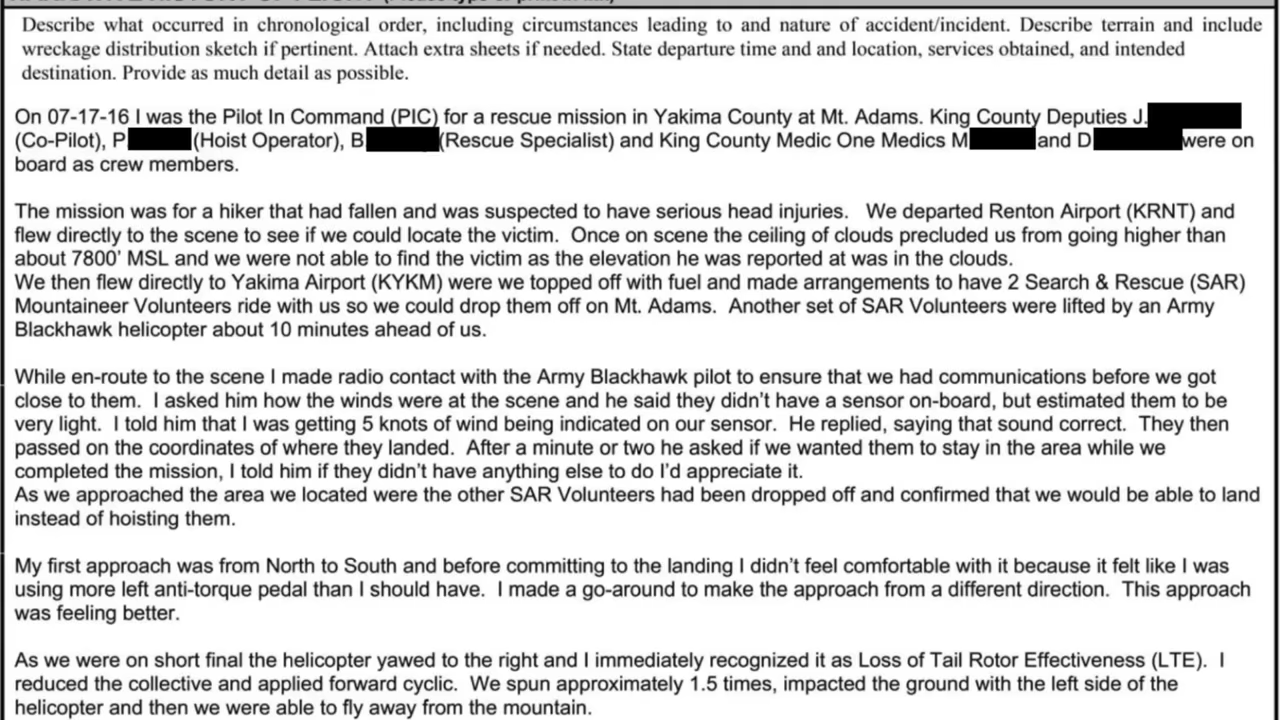 Describe what occurred in chronological order, including circumstances leading to and nature of accident/incident. Describe terrain and include
wreckage distribution sketch if pertinent. Attach extra sheets if needed. State departure time and and location, services obtained, and intended
destination. Provide as much detail as possible.
On 07-17-16 I was the Pilot In Command (PIC) for a rescue mission in Yakima County at Mt. Adams. King County Deputies J.
(Co-Pilot), P (Hoist Operator), B (Rescue Specialist) and King County Medic One Medics M and D were on
board as crew members.
The mission was for a hiker that had fallen and was suspected to have serious head injuries. We departed Renton Airport (KRNT) and
flew directly to the scene to see if we could locate the victim. Once on scene the ceiling of clouds precluded us from going higher than
about 7800' MSL and we were not able to find the victim as the elevation he was reported at was in the clouds.
We then flew directly to Yakima Airport (KYKM) were we topped off with fuel and made arrangements to have 2 Search & Rescue (SAR)
Mountaineer Volunteers ride with us so we could drop them off on Mt. Adams. Another set of SAR Volunteers were lifted by an Army
Blackhawk helicopter about 10 minutes ahead of us.
While en-route to the scene I made radio contact with the Army Blackhawk pilot to ensure that we had communications before we got
close to them. I asked him how the winds were at the scene and he said they didn't have a sensor on-board, but estimated them to be
very light. I told him that I was getting 5 knots of wind being indicated on our sensor. He replied, saying that sound correct. They then
passed on the coordinates of where they landed. After a minute or two he asked if we wanted them to stay in the area while we
completed the mission, I told him if they didn't have anything else to do I'd appreciate it.
As we approached the area we located were the other SAR Volunteers had been dropped off and confirmed that we would be able to land
instead of hoisting them.
My first approach was from North to South and before committing to the landing I didn't feel comfortable with it because it felt like I was
using more left anti-torque pedal than I should have. I made a go-around to make the approach from a different direction. This approach
was feeling better.
As we were on short final the helicopter yawed to the right and I immediately recognized it as Loss of Tail Rotor Effectiveness (LTE). I
reduced the collective and applied forward cyclic. We spun approximately 1.5 times, impacted the ground with the left side of the
helicopter and then we were able to fly away from the mountain.